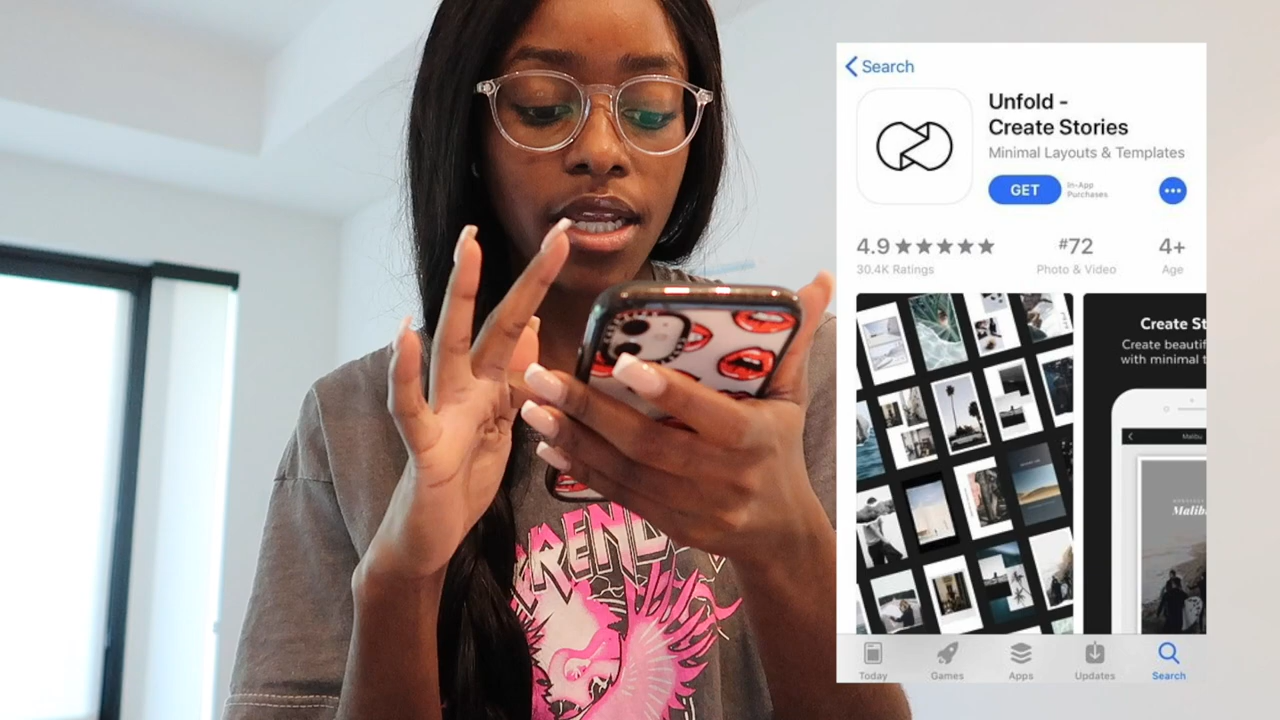 Search
Unfold -
Create Stories
Minimal Layouts & Templates
GET
In-App
Purchases
4.9
#72
4+
30.4K Ratings
Photo & Video
Age
Create St
Create beautif
with minimal t
Malibu
Malib
Today
Games
Apps
Updates
Search